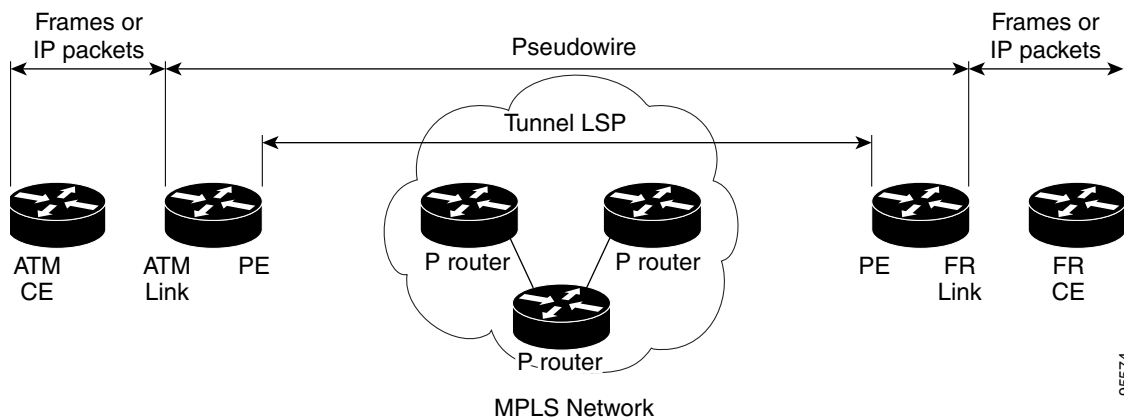 Frames or
IP packets
Pseudowire
Frames or
IP packets
Tunnel LSP
P router
P router
ATM
CE
ATM
Link
PE
PE
FR
Link
FR
CE
P router
MPLS Network
95574